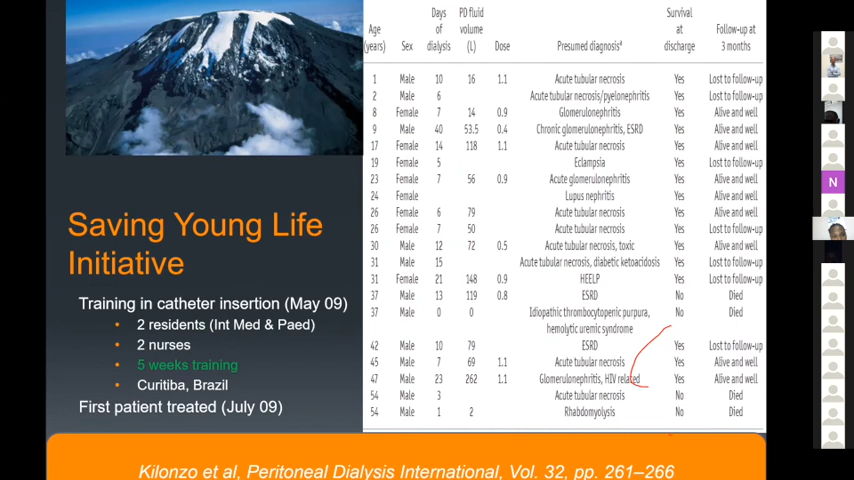 Saving Young Life
Initiative
Training in catheter insertion (May 09)
• 2 residents (Int Med & Paed)
• 2 nurses
• 5 weeks training
• Curitiba, Brazil
First patient treated (July 09)
Days PD fluid Survival
Age of volume at Follow-up at
(years) Sex dialysis (L) Dose Presumed diagnosisª discharge 3 months
1 Male 10 16 1.1 Acute tubular necrosis Yes Lost to follow-up
2 Male 6 Acute tubular necrosis/pyelonephritis Yes Lost to follow-up
8 Female 7 14 0.9 Glomerulonephritis Yes Alive and well
9 Male 40 53.5 0.4 Chronic glomerulonephritis, ESRD Yes Alive and well
17 Female 14 118 1.1 Acute tubular necrosis Yes Alive and well
19 Female 5 Eclampsia Yes Lost to follow-up
23 Female 7 56 0.9 Acute glomerulonephritis Yes Alive and well
24 Female Lupus nephritis Yes Alive and well
26 Female 6 79 Acute tubular necrosis Yes Alive and well
26 Female 7 50 Acute tubular necrosis Yes Lost to follow-up
30 Male 12 72 0.5 Acute tubular necrosis, toxic Yes Alive and well
31 Male 15 Acute tubular necrosis, diabetic ketoacidosis Yes Lost to follow-up
31 Female 21 148 0.9 HEELP Yes Lost to follow-up
37 Male 13 119 0.8 ESRD No Died
37 Male 0 0 Idiopathic thrombocytopenic purpura, No Died
hemolytic uremic syndrome
42 Male 10 79 ESRD Yes Lost to follow-up
45 Male 7 69 1.1 Acute tubular necrosis Yes Alive and well
47 Male 23 262 1.1 Glomerulonephritis, HIV related Yes Alive and well
54 Male 3 Acute tubular necrosis No Died
54 Male 1 2 Rhabdomyolysis No Died
Kilonzo et al, Peritoneal Dialysis International, Vol. 32, pp. 261–266
N